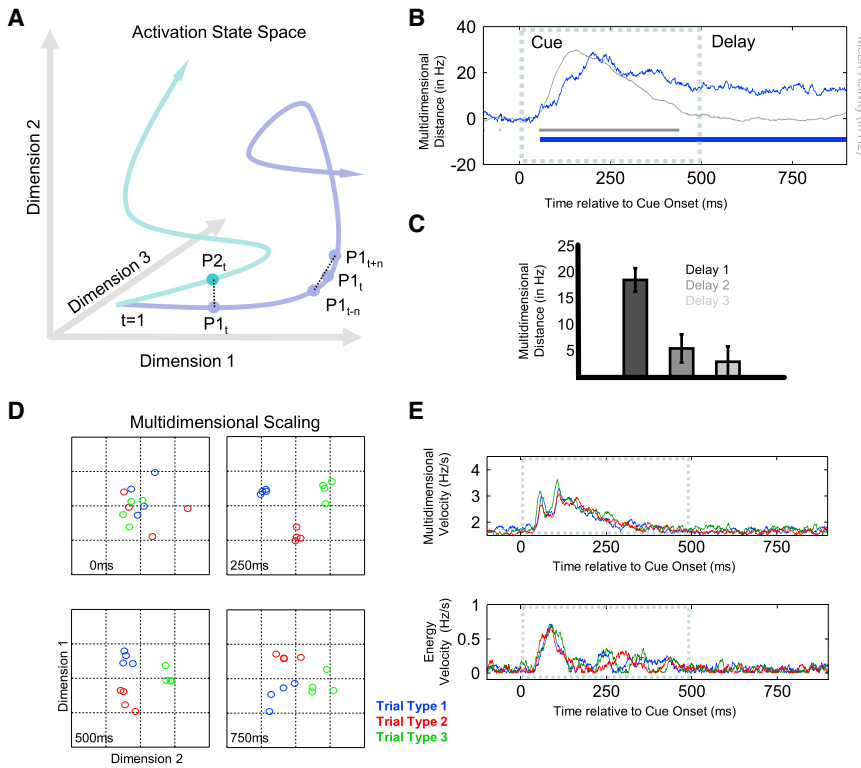 A
Activation State Space
Dimension 2
Dimension 3
Dimension 1
t=1
P2t
P1t
P1t+n
P1t
P1t-n
B
Multidimensional
Distance (in Hz)
40
20
0
-20
Cue
Delay
0
250
500
750
Time relative to Cue Onset (ms)
C
Multidimensional
Distance (in Hz)
25
20
15
10
5
Delay 1
Delay 2
Delay 3
D
Multidimensional Scaling
0ms
250ms
500ms
750ms
Dimension 1
Dimension 2
Trial Type 1
Trial Type 2
Trial Type 3
E
Multidimensional
Velocity (Hz/s)
4
3
2
0
250
500
750
Time relative to Cue Onset (ms)
Energy
Velocity (Hz/s)
1
0.5
0
0
250
500
750
Time relative to Cue Onset (ms)